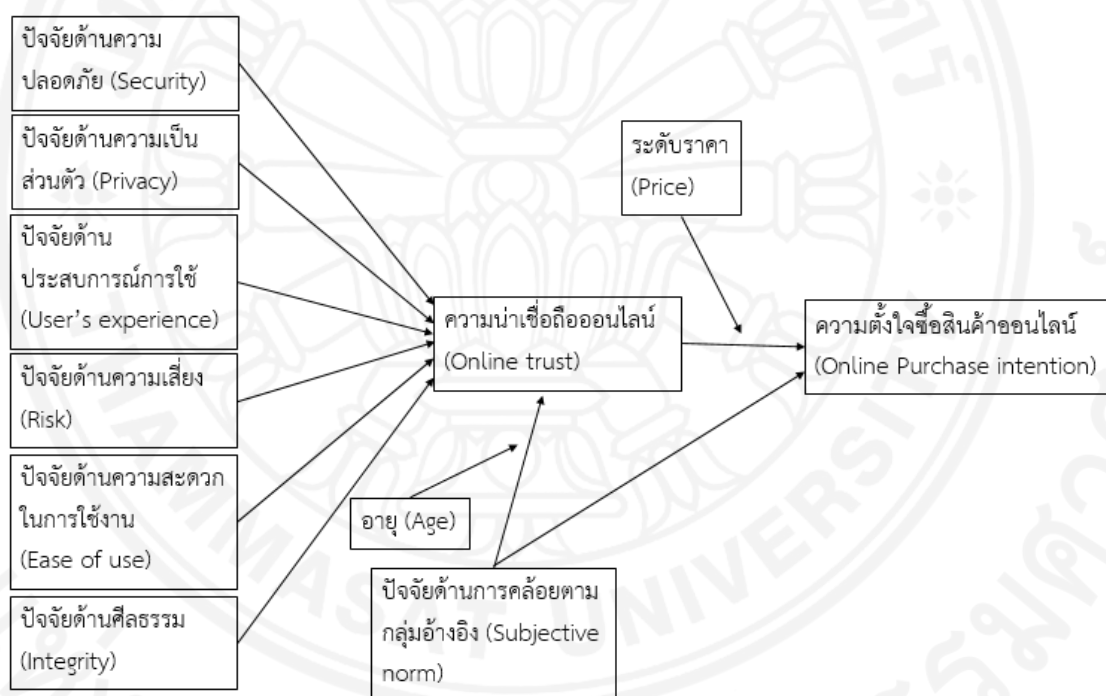 ปัจจัยด้านความ
ปลอดภัย (Security)
ปัจจัยด้านความเป็น
ส่วนตัว (Privacy)
ปัจจัยด้าน
ประสบการณ์การใช้
(User's experience)
ปัจจัยด้านความเสี่ยง
(Risk)
ปัจจัยด้านความสะดวก
ในการใช้งาน
(Ease of use)
ปัจจัยด้านศีลธรรม
(Integrity)
ระดับราคา
(Price)
ความน่าเชื่อถือออนไลน์
(Online trust)
ความตั้งใจซื้อสินค้าออนไลน์
(Online Purchase intention)
อายุ (Age)
ปัจจัยด้านการคล้อยตาม
กลุ่มอ้างอิง (Subjective
norm)